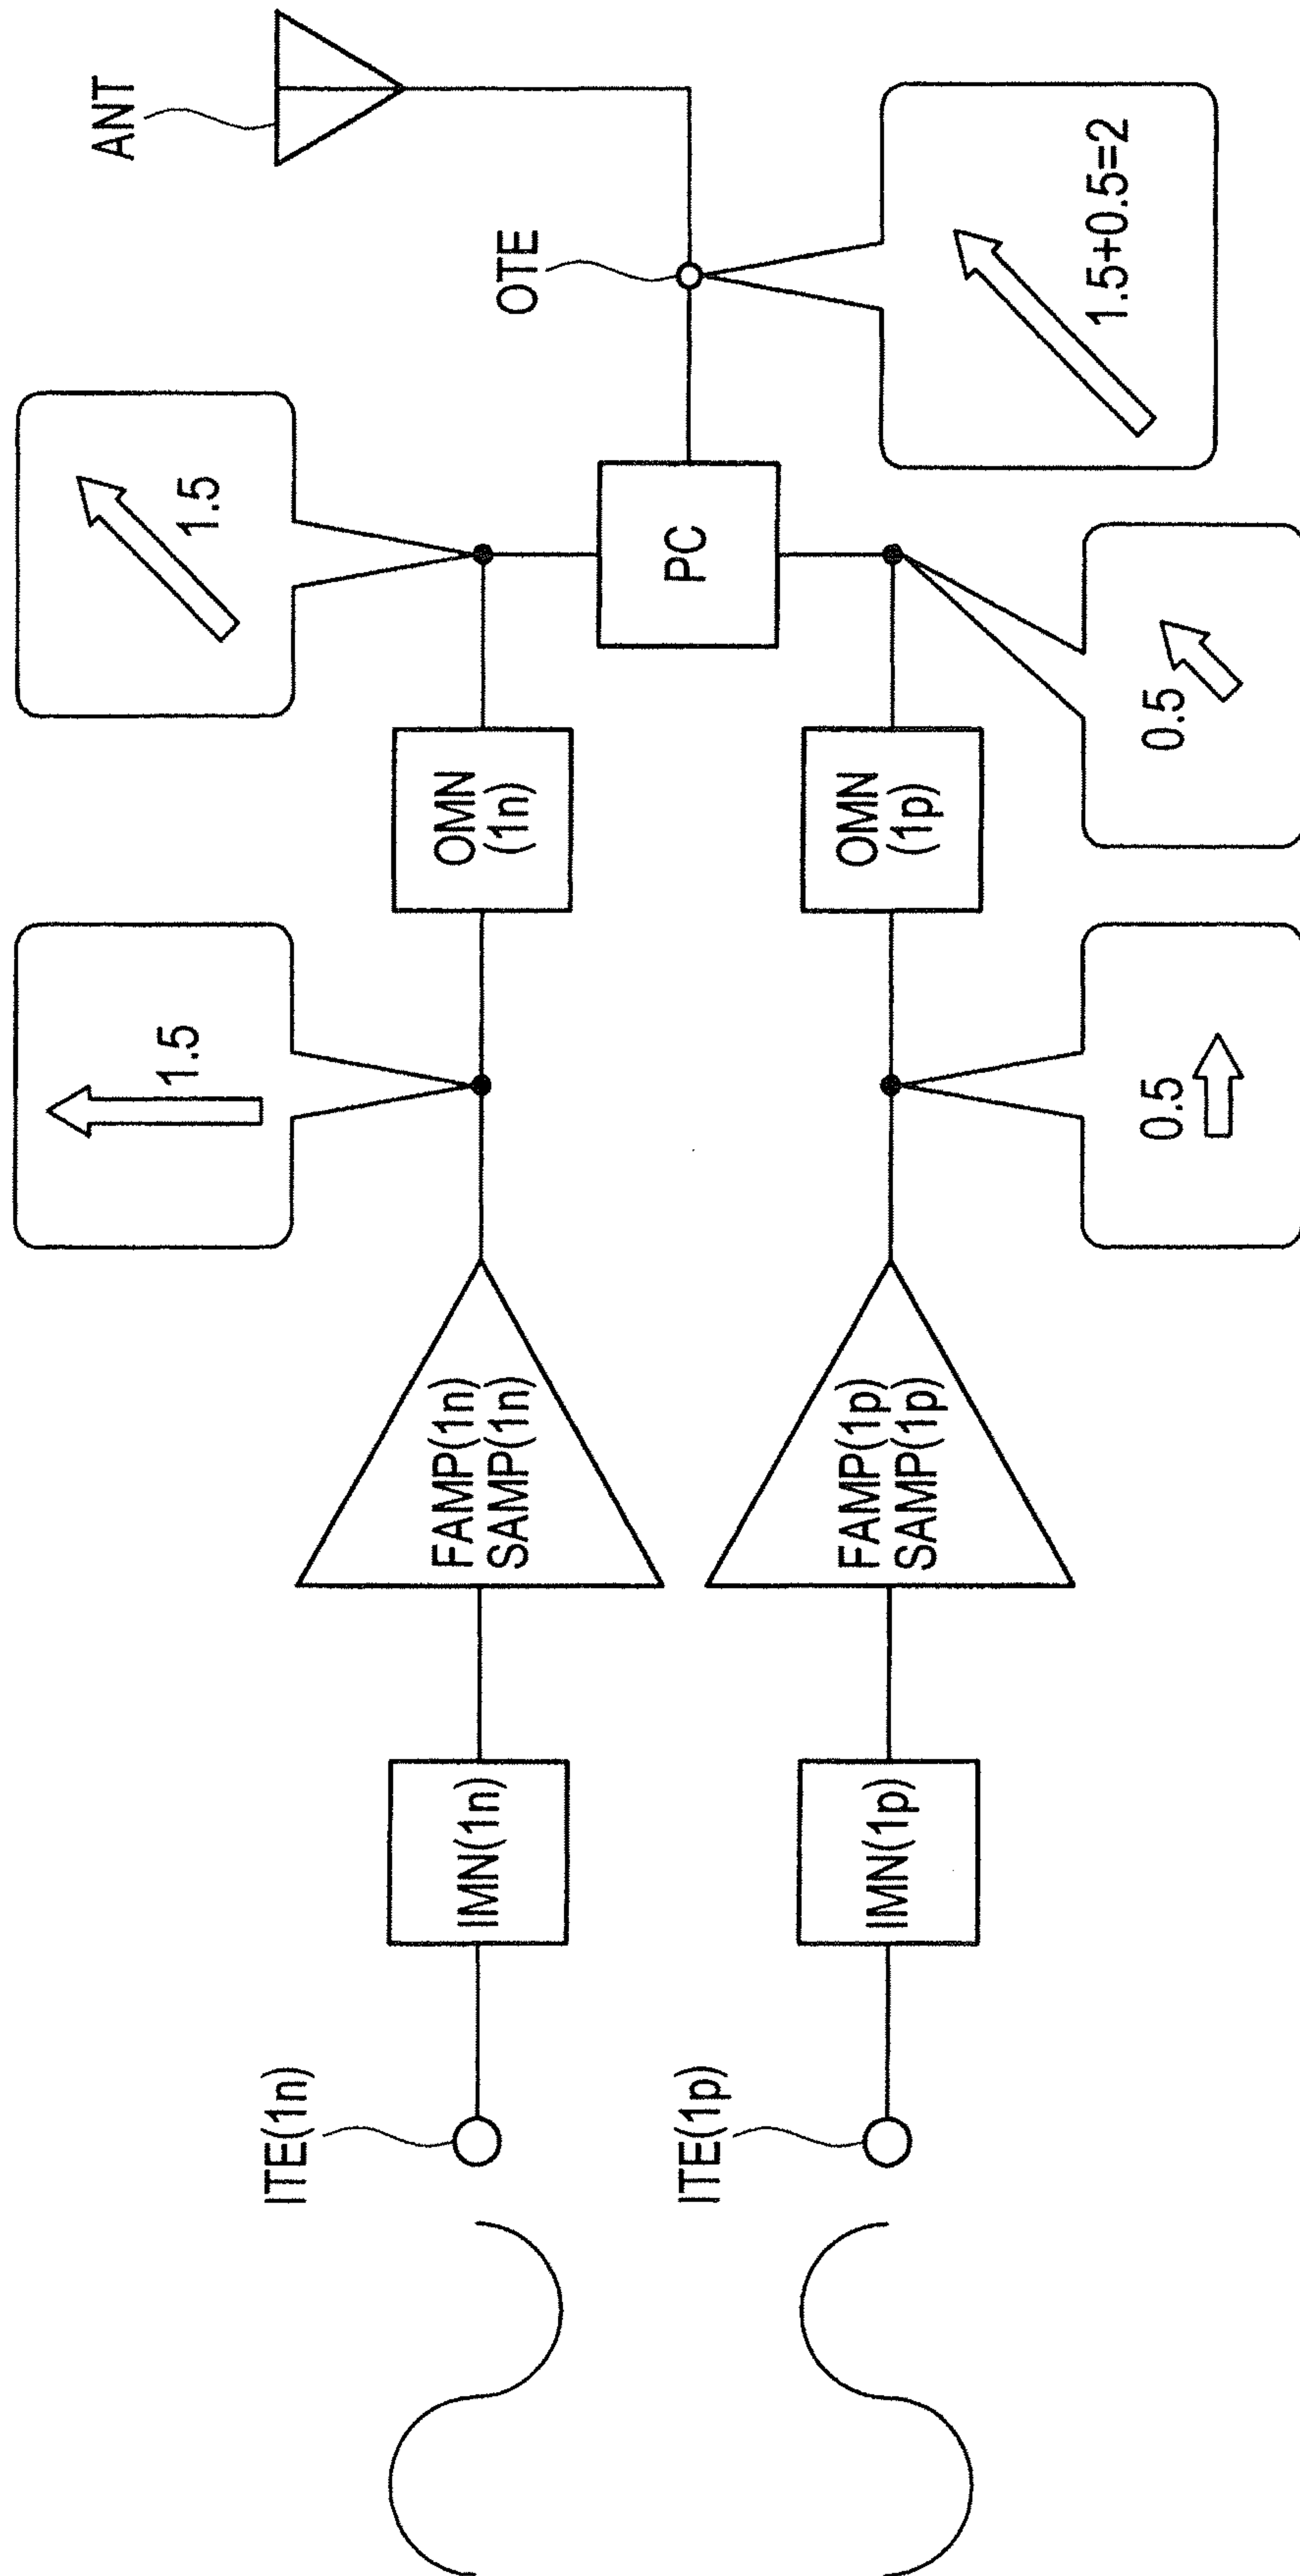 ITE(1n)
IMN(1n)
FAMP(1n)
SAMP(1n)
1.5
OMN
(1n)
1.5
PC
OTE
ANT
1.5+0.5=2
ITE(1p)
IMN(1p)
FAMP(1p)
SAMP(1p)
0.5
OMN
(1p)
0.5